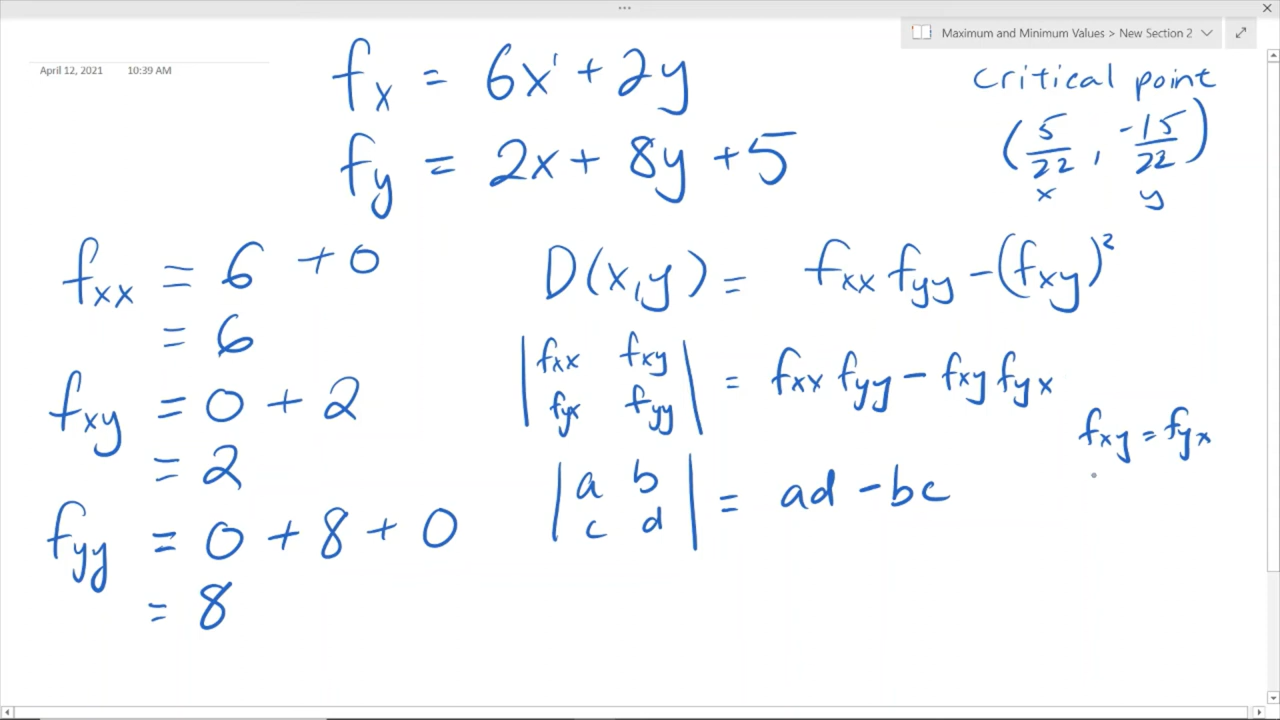 Maximum and Minimum Values > New Section 2
April 12, 2021 10:39 AM
fx = 6x¹ + 2y
fy = 2x + 8y + 5
critical point
(5/22, -15/22)
x y
fxx = 6 + 0
= 6
fxy = 0 + 2
= 2
fyy = 0 + 8 + 0
= 8
D(x,y) = fxx fyy - (fxy)²
|fxx fxy|
|fyx fyy| = fxx fyy - fxy fyx
fxy = fyx
|a b|
|c d| = ad - bc